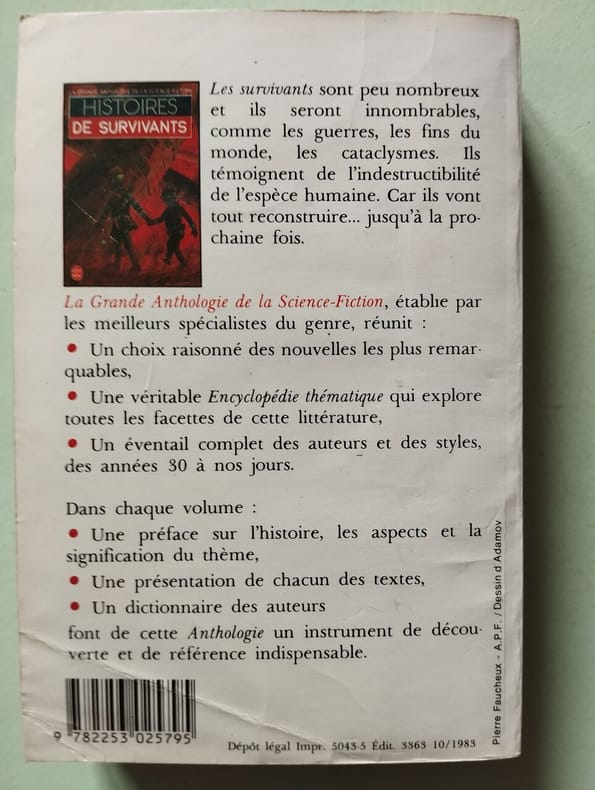 LA GRANDE ANTHOLOGIE DE LA SCIENCE-FICTION
HISTOIRES
DE SURVIVANTS
Les survivants sont peu nombreux
et ils seront innombrables,
comme les guerres, les fins du
monde, les cataclysmes. Ils
témoignent de l'indestructibilité
de l'espèce humaine. Car ils vont
tout reconstruire... jusqu'à la pro-
chaine fois.
La Grande Anthologie de la Science-Fiction, établie par
les meilleurs spécialistes du genre, réunit :
• Un choix raisonné des nouvelles les plus remar-
quables,
• Une véritable Encyclopédie thématique qui explore
toutes les facettes de cette littérature,
• Un éventail complet des auteurs et des styles,
des années 30 à nos jours.
Dans chaque volume :
• Une préface sur l'histoire, les aspects et la
signification du thème,
• Une présentation de chacun des textes,
• Un dictionnaire des auteurs
font de cette Anthologie un instrument de décou-
verte et de référence indispensable.
Pierre Faucheux - A.P.F. / Dessin d'Adamov
9 782253 025795
Dépôt légal Impr. 5043-5 Édit. 3363 10/1983